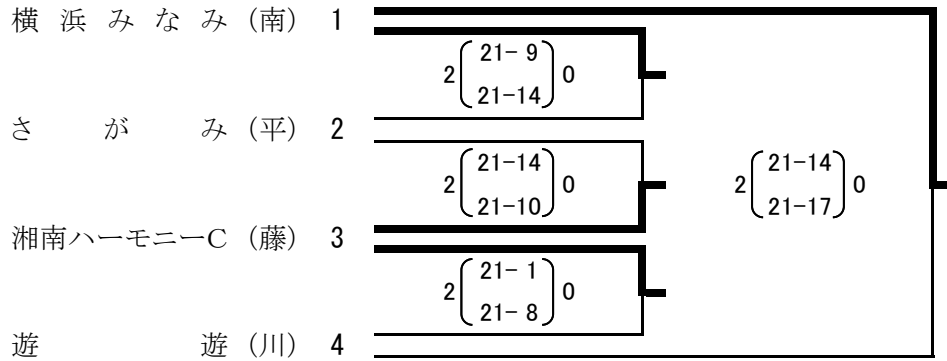 横浜みなみ (南) 1
2 21- 9 0
21-14
さがみ (平) 2
2 21-14 0
21-10
2 21-14 0
21-17
湘南ハーモニーC (藤) 3
2 21- 1 0
21- 8
遊遊 (川) 4